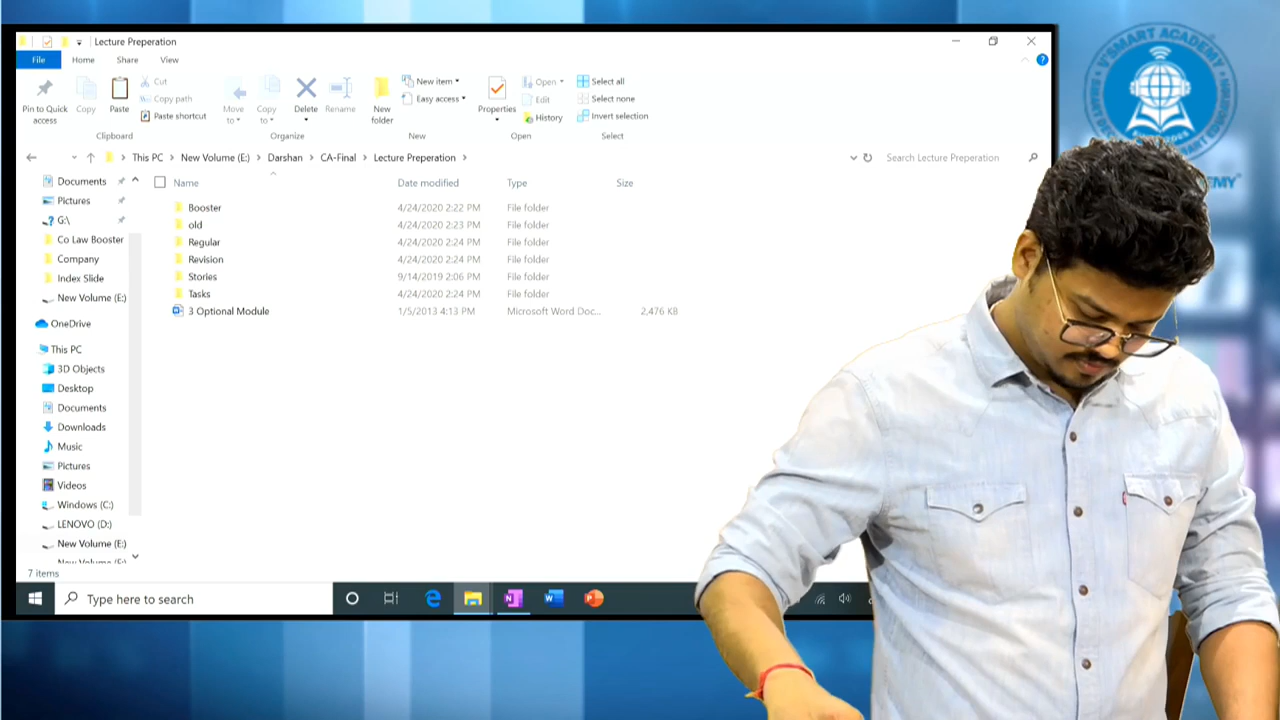 Lecture Preperation
File Home Share View
Pin to Quick access
Copy
Paste
Cut
Copy path
Paste shortcut
Clipboard
Move to
Copy to
Delete
Rename
Organize
New folder
New item
Easy access
New
Properties
Open
Edit
History
Open
Select all
Select none
Invert selection
Select
This PC > New Volume (E:) > Darshan > CA-Final > Lecture Preperation >
Search Lecture Preperation
Documents
Pictures
G:\
Co Law Booster
Company
Index Slide
New Volume (E:)
OneDrive
This PC
3D Objects
Desktop
Documents
Downloads
Music
Pictures
Videos
Windows (C:)
LENOVO (D:)
New Volume (E:)
Name Date modified Type Size
Booster 4/24/2020 2:22 PM File folder
old 4/24/2020 2:23 PM File folder
Regular 4/24/2020 2:24 PM File folder
Revision 4/24/2020 2:24 PM File folder
Stories 9/14/2019 2:06 PM File folder
Tasks 4/24/2020 2:24 PM File folder
3 Optional Module 1/5/2013 4:13 PM Microsoft Word Doc... 2,476 KB
7 items
Type here to search
V'SMART ACADEMY